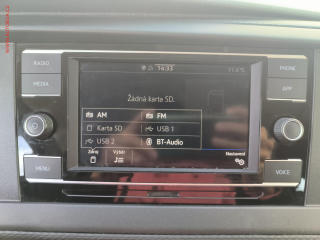 RADIO
14:33
PHONE
MEDIA
APP
Žádná karta SD.
AM
FM
Karta SD
USB 1
USB 2
BT-Audio
Zdroj
Výběr
Nastavení
MENU
VOICE